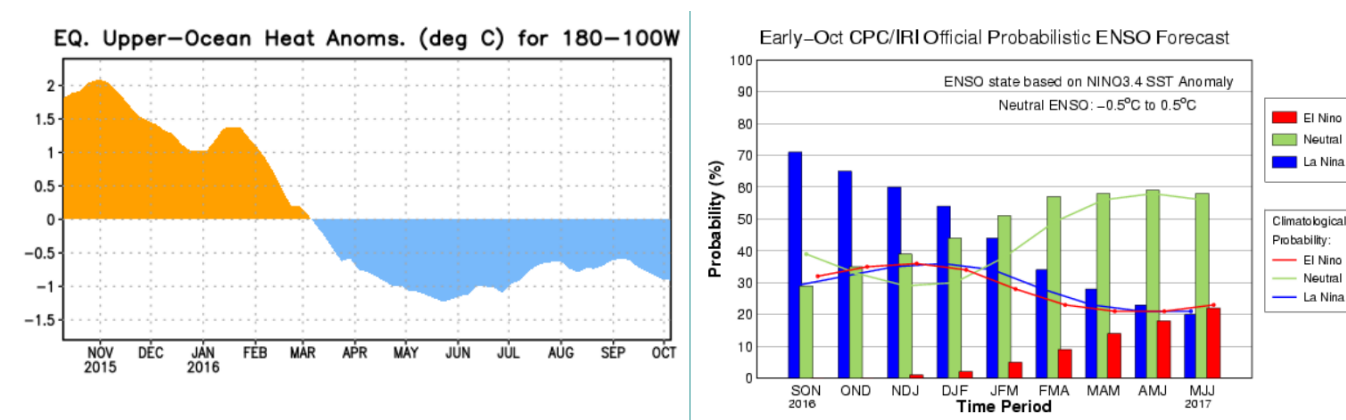 EQ. Upper-Ocean Heat Anoms. (deg C) for 180-100W
2
1.5
1
0.5
0
-0.5
-1
-1.5
NOV DEC JAN FEB MAR APR MAY JUN JUL AUG SEP OCT
2015 2016
Early-Oct CPC/IRI Official Probabilistic ENSO Forecast
ENSO state based on NINO3.4 SST Anomaly
Neutral ENSO: -0.5°C to 0.5°C
Probability (%)
100
90
80
70
60
50
40
30
20
10
0
SON OND NDJ DJF JFM FMA MAM AMJ MJJ
2016 2017
Time Period
El Nino
Neutral
La Nina
Climatological
Probability:
El Nino
Neutral
La Nina